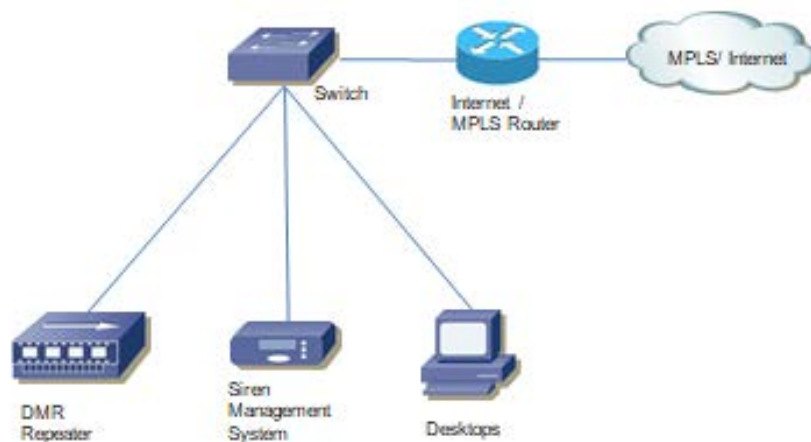 MPLS/ Internet
Switch
Internet /
MPLS Router
DMR
Repeater
Siren
Management
System
Desktops